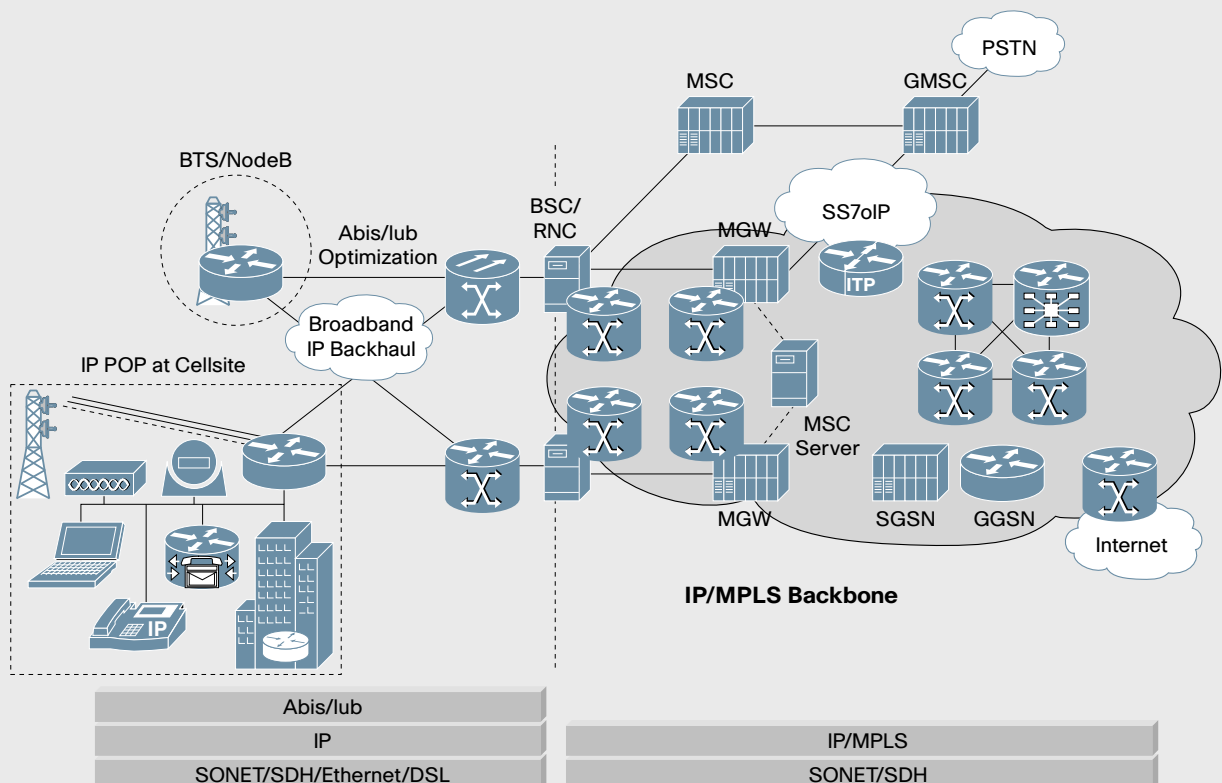 PSTN
MSC
GMSC
BTS/NodeB
SS7oIP
BSC/
RNC
MGW
Abis/Iub
Optimization
ITP
Broadband
IP Backhaul
IP POP at Cellsite
MSC
Server
MGW
SGSN
GGSN
Internet
IP
IP/MPLS Backbone
Abis/Iub
IP
IP/MPLS
SONET/SDH/Ethernet/DSL
SONET/SDH